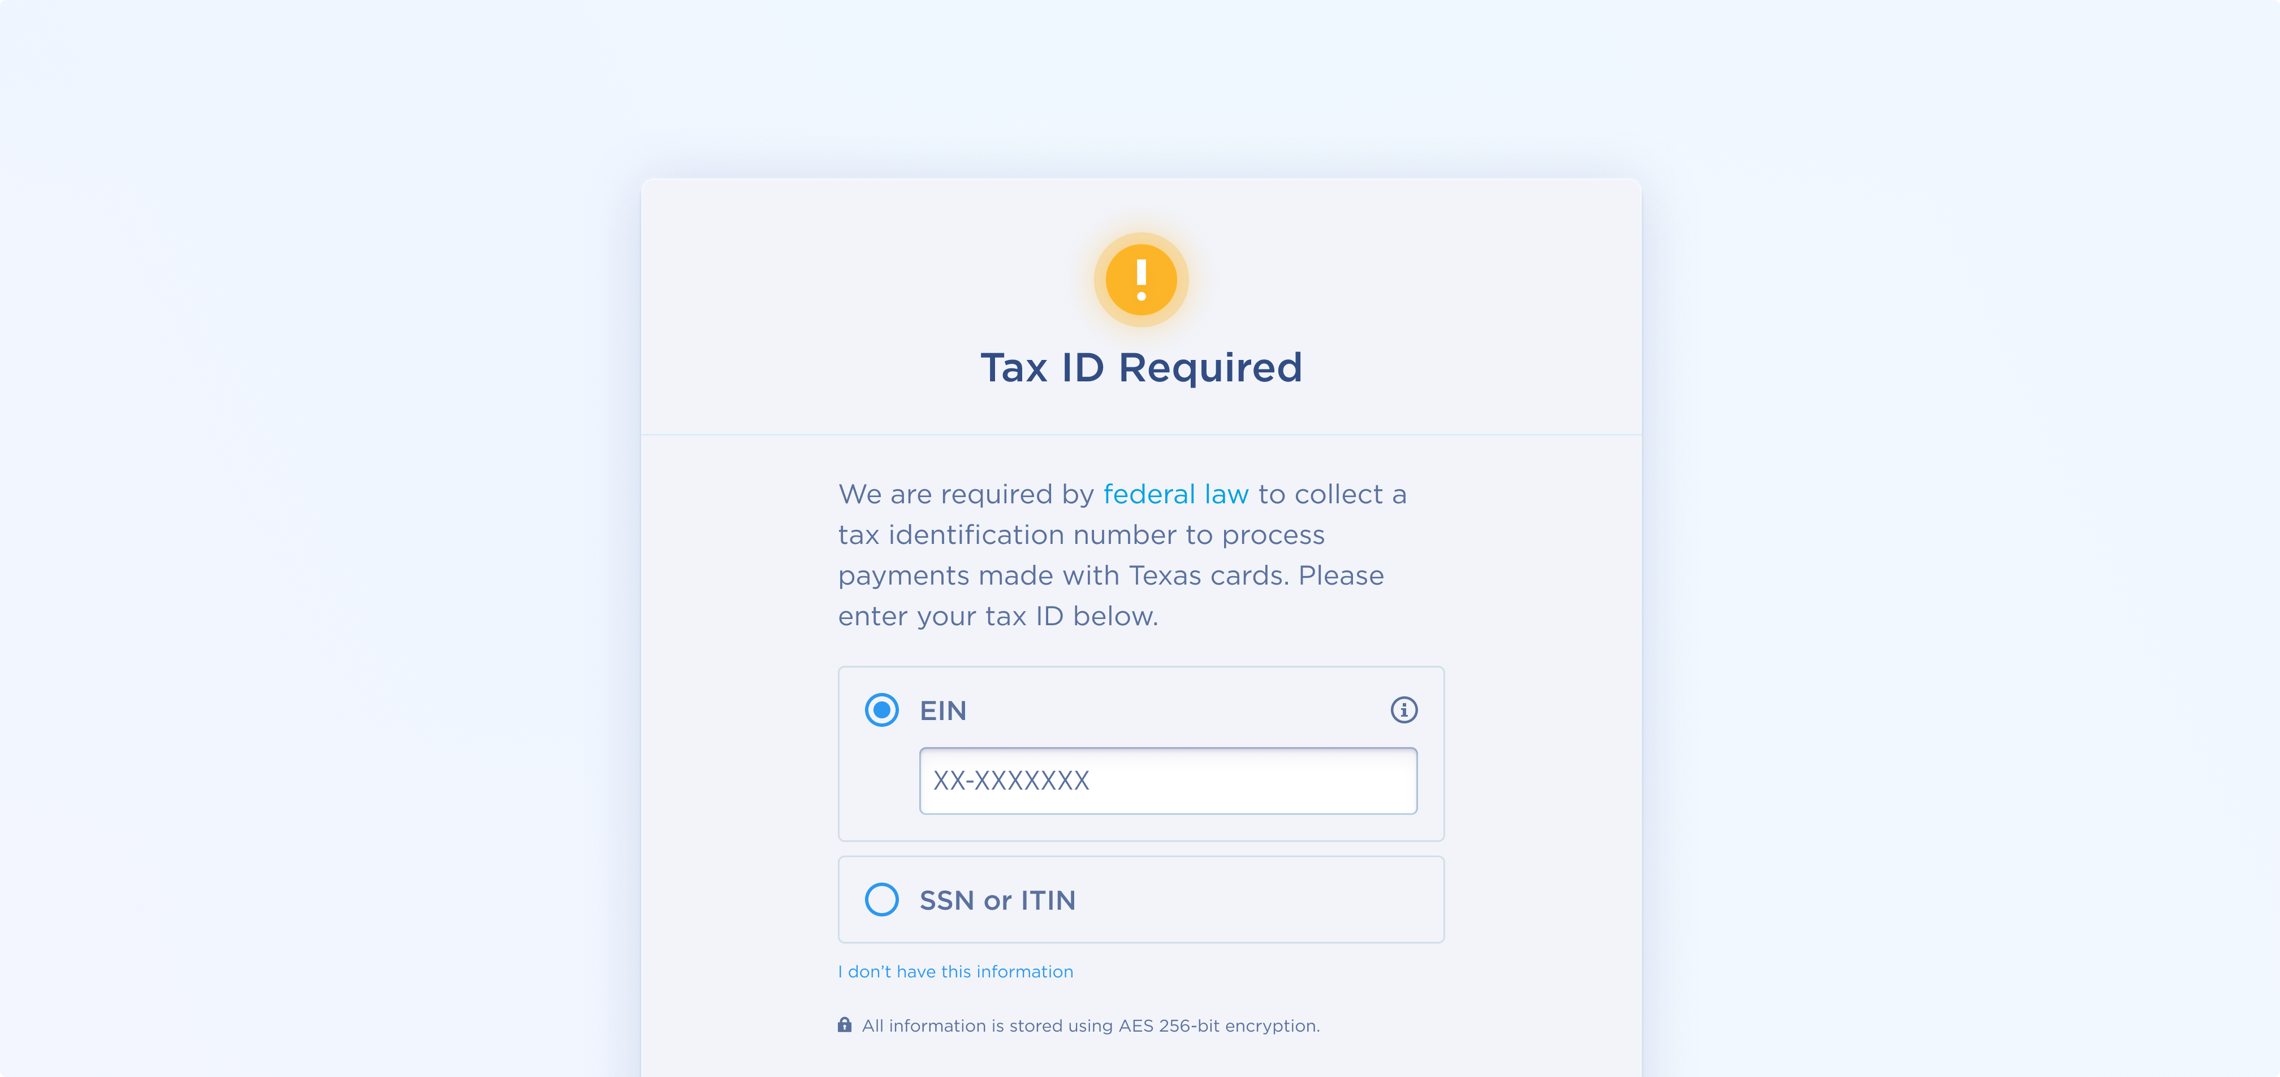 Tax ID Required
We are required by federal law to collect a
tax identification number to process
payments made with Texas cards. Please
enter your tax ID below.
EIN
XX-XXXXXXX
SSN or ITIN
I don’t have this information
All information is stored using AES 256-bit encryption.